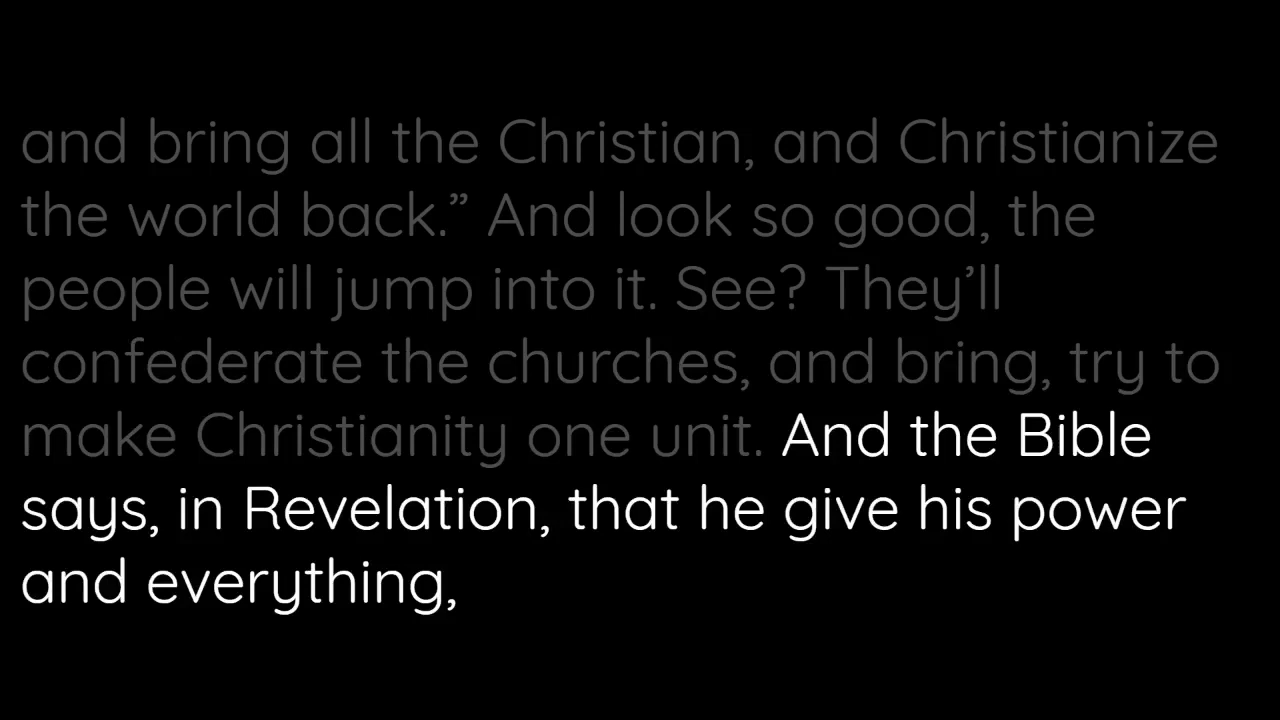 and bring all the Christian, and Christianize
the world back.” And look so good, the
people will jump into it. See? They’ll
confederate the churches, and bring, try to
make Christianity one unit. And the Bible
says, in Revelation, that he give his power
and everything,